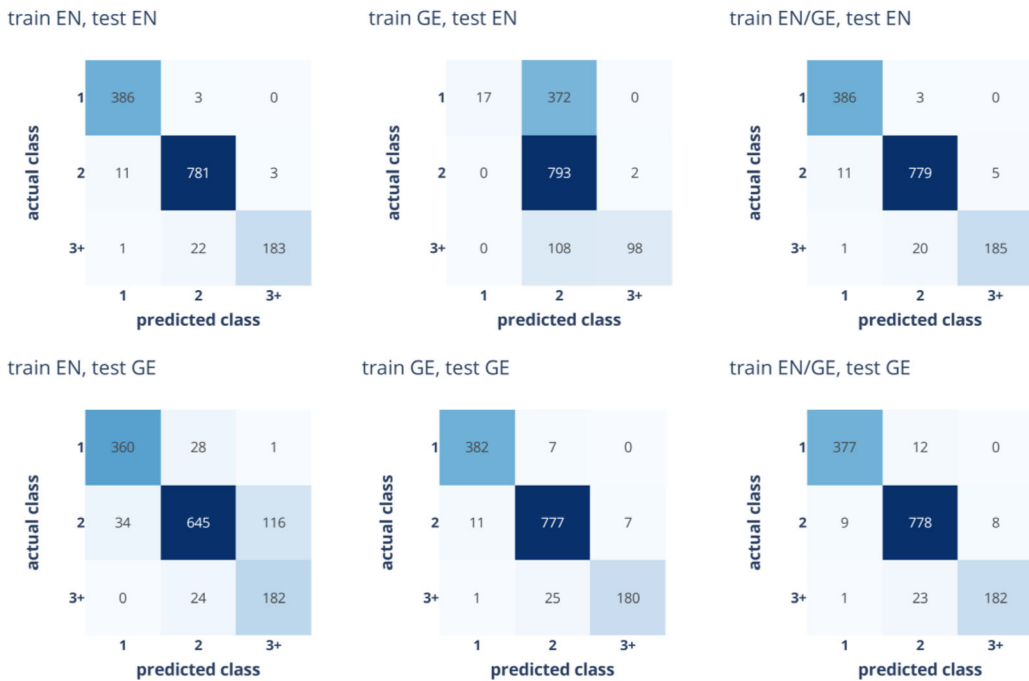 train EN, test EN
actual class
1 386 3 0
2 11 781 3
3+ 1 22 183
1 2 3+
predicted class
train GE, test EN
actual class
1 17 372 0
2 0 793 2
3+ 0 108 98
1 2 3+
predicted class
train EN/GE, test EN
actual class
1 386 3 0
2 11 779 5
3+ 1 20 185
1 2 3+
predicted class
train EN, test GE
actual class
1 360 28 1
2 34 645 116
3+ 0 24 182
1 2 3+
predicted class
train GE, test GE
actual class
1 382 7 0
2 11 777 7
3+ 1 25 180
1 2 3+
predicted class
train EN/GE, test GE
actual class
1 377 12 0
2 9 778 8
3+ 1 23 182
1 2 3+
predicted class